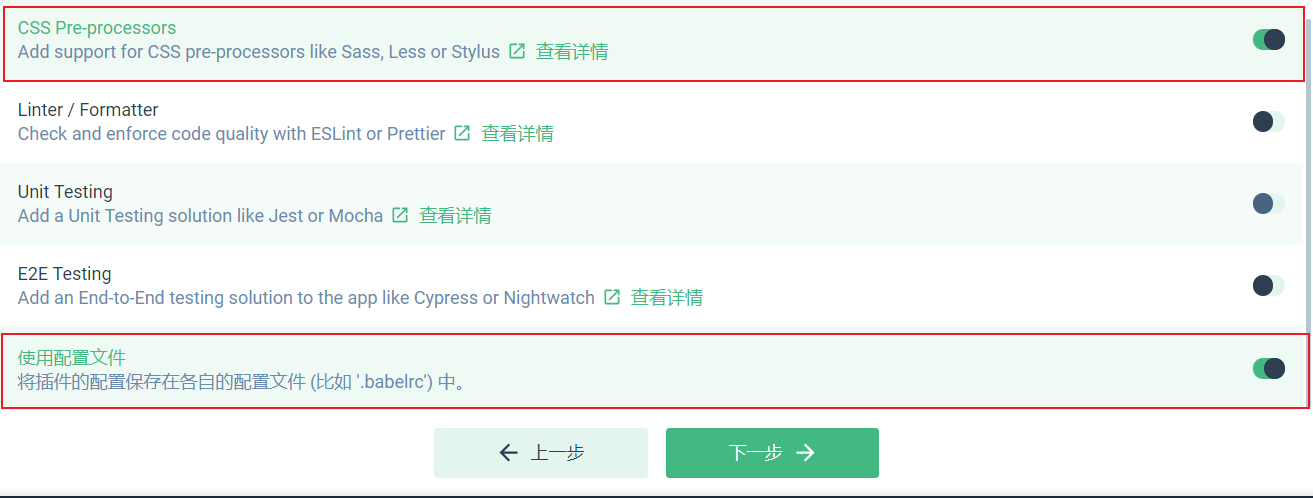 CSS Pre-processors
Add support for CSS pre-processors like Sass, Less or Stylus 查看详情
Linter / Formatter
Check and enforce code quality with ESLint or Prettier 查看详情
Unit Testing
Add a Unit Testing solution like Jest or Mocha 查看详情
E2E Testing
Add an End-to-End testing solution to the app like Cypress or Nightwatch 查看详情
使用配置文件
将插件的配置保存在各自的配置文件 (比如 '.babelrc') 中。
上一步 下一步